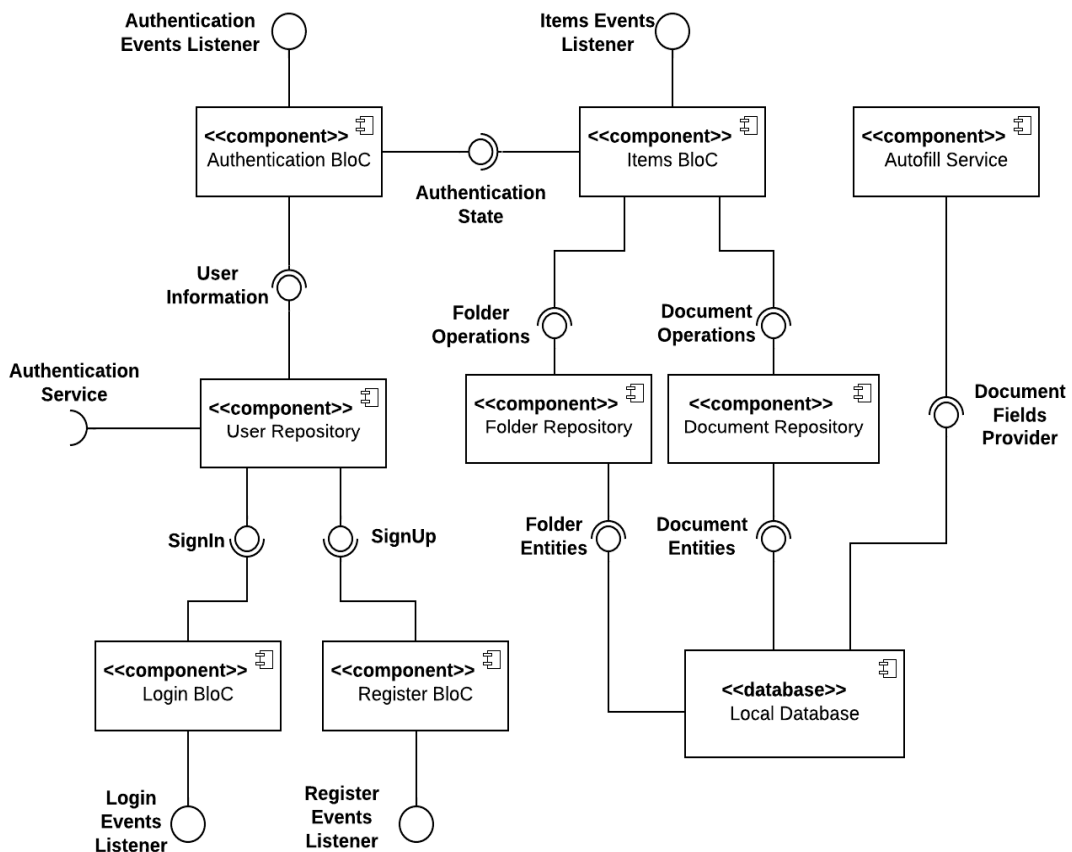 Authentication
Events Listener
Items Events
Listener
<<component>>
Authentication BloC
<<component>>
Items BloC
<<component>>
Autofill Service
Authentication
State
User
Information
Folder
Operations
Document
Operations
Authentication
Service
<<component>>
User Repository
<<component>>
Folder Repository
<<component>>
Document Repository
Document
Fields
Provider
SignIn
SignUp
Folder
Entities
Document
Entities
<<component>>
Login BloC
<<component>>
Register BloC
<<database>>
Local Database
Login
Events
Listener
Register
Events
Listener